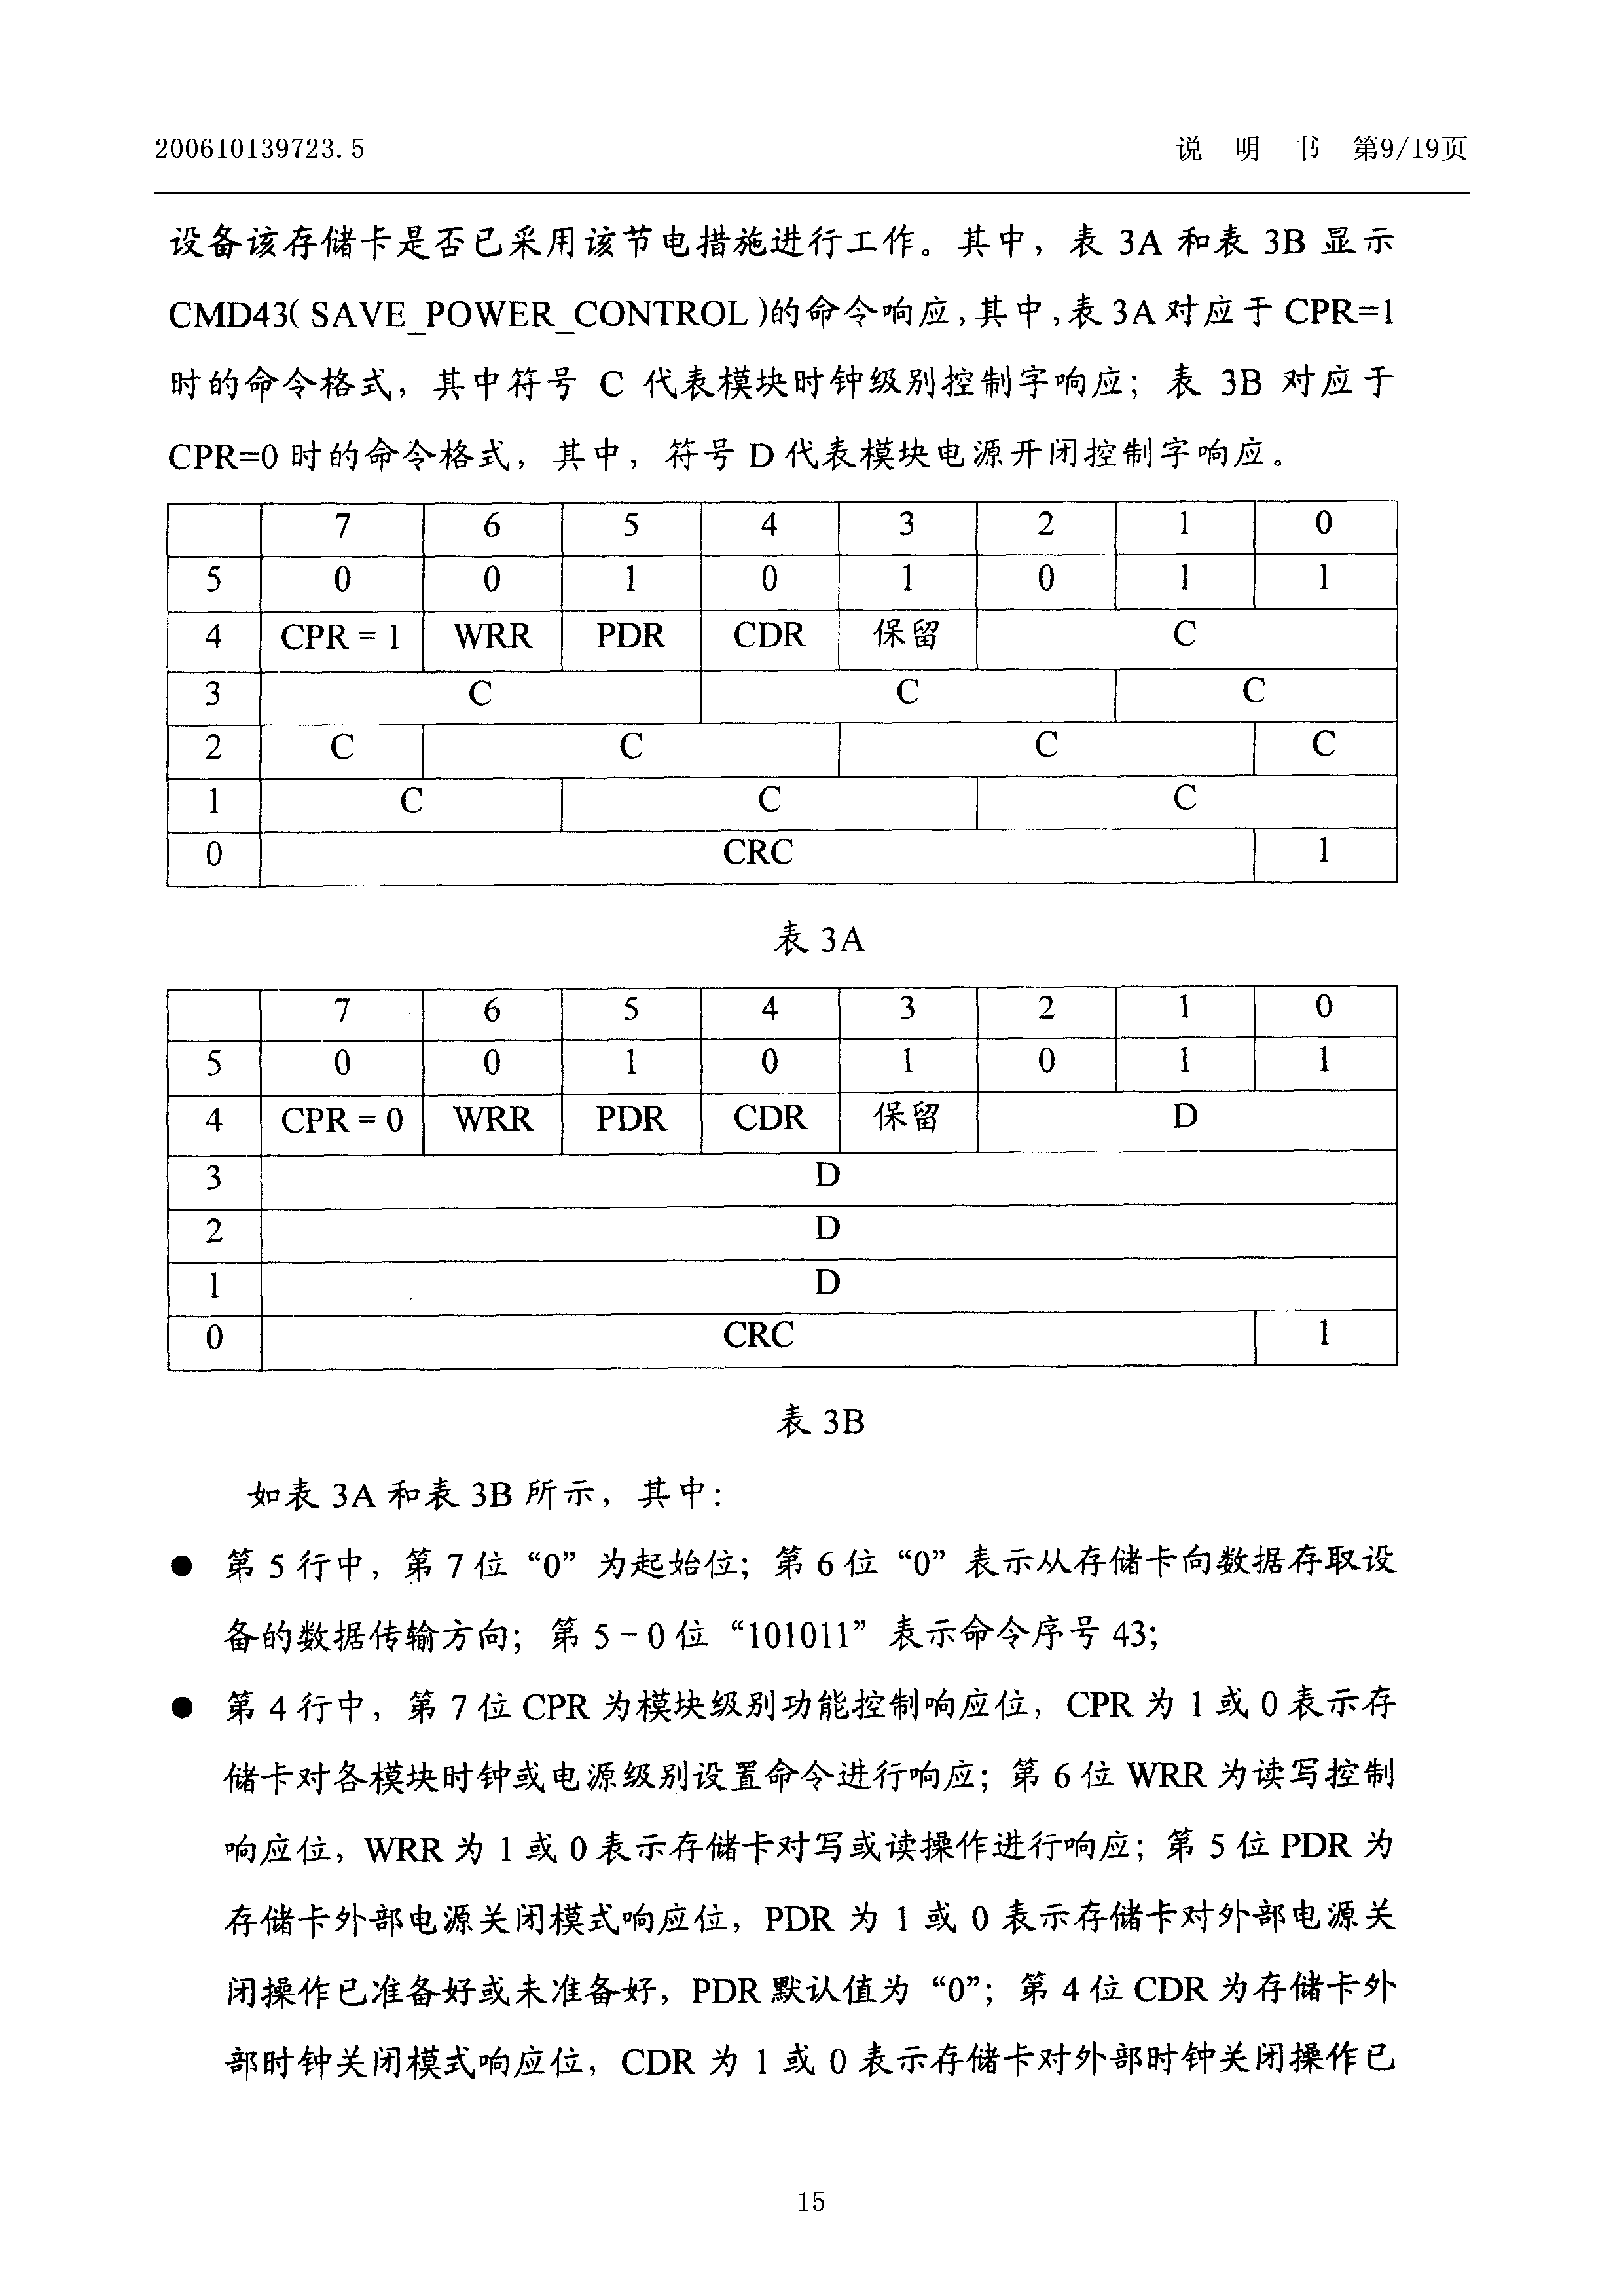 200610139723.5 说 明 书 第9/19页
设备该存储卡是否已采用该节电措施进行工作。其中，表 3A 和表 3B 显示
CMD43( SAVE_POWER_CONTROL )的命令响应，其中，表 3A 对应于 CPR=1
时的命令格式，其中符号 C 代表模块时钟级别控制字响应；表 3B 对应于
CPR=0 时的命令格式，其中，符号 D 代表模块电源开闭控制字响应。
7 6 5 4 3 2 1 0
5 0 0 1 0 1 0 1 1
4 CPR = 1 WRR PDR CDR 保留 C
3 C C C
2 C C C C
1 C C C
0 CRC 1
表 3A
7 6 5 4 3 2 1 0
5 0 0 1 0 1 0 1 1
4 CPR = 0 WRR PDR CDR 保留 D
3 D
2 D
1 D
0 CRC 1
表 3B
如表 3A 和表 3B 所示，其中：
● 第 5 行中，第 7 位 “0” 为起始位；第 6 位 “0” 表示从存储卡向数据存取设
备的数据传输方向；第 5－0 位 “101011” 表示命令序号 43;
● 第 4 行中，第 7 位 CPR 为模块级别功能控制响应位，CPR 为 1 或 0 表示存
储卡对各模块时钟或电源级别设置命令进行响应；第 6 位 WRR 为读写控制
响应位，WRR 为 1 或 0 表示存储卡对写或读操作进行响应；第 5 位 PDR 为
存储卡外部电源关闭模式响应位，PDR 为 1 或 0 表示存储卡对外部电源关
闭操作已准备好或未准备好，PDR 默认值为 “0”；第 4 位 CDR 为存储卡外
部时钟关闭模式响应位，CDR 为 1 或 0 表示存储卡对外部时钟关闭操作已
15